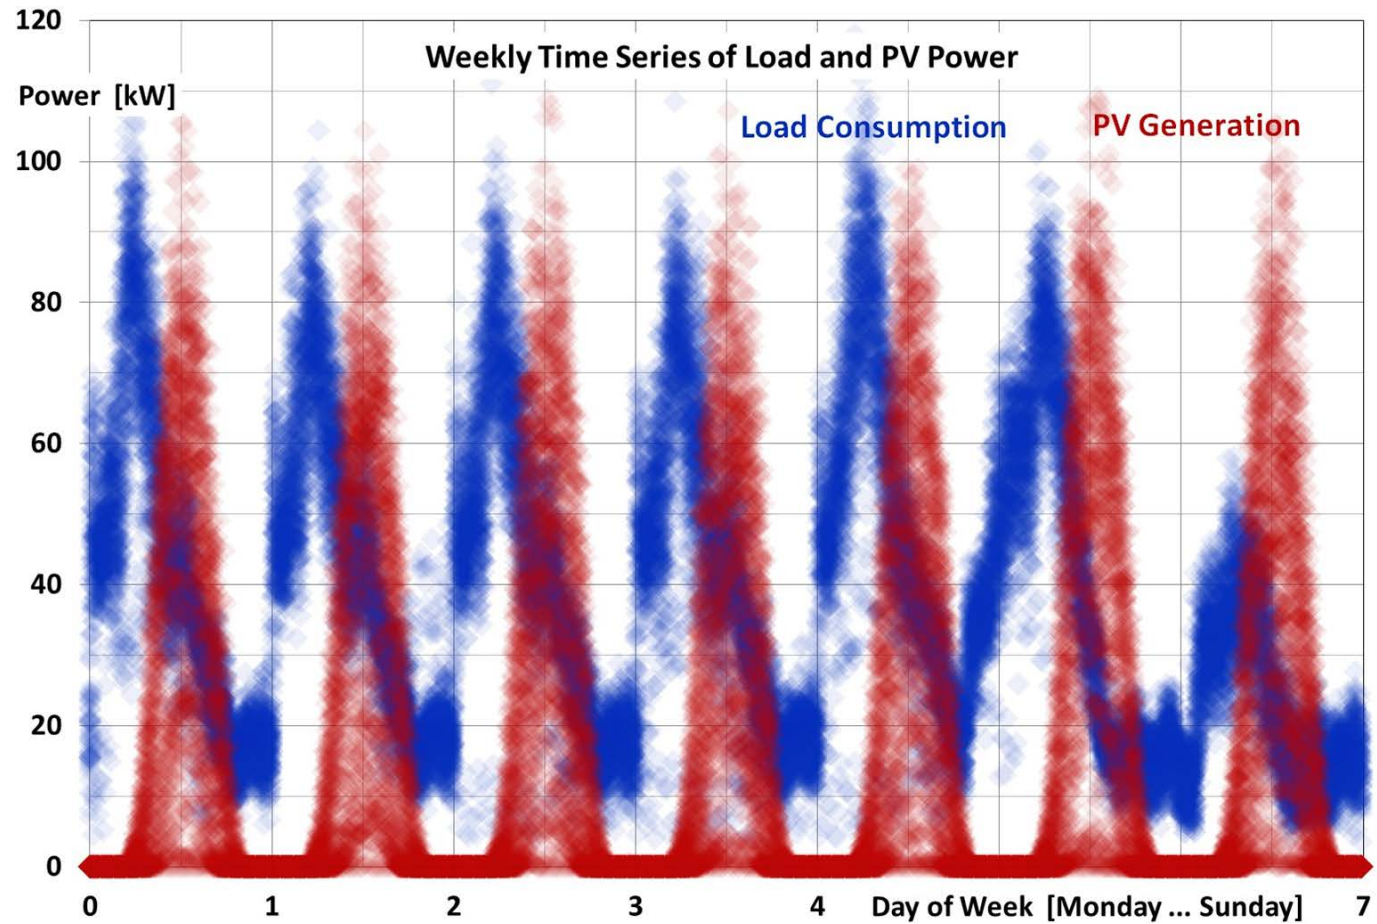 120
Weekly Time Series of Load and PV Power
Power [kW]
Load Consumption
PV Generation
100
80
60
40
20
0
0 1 2 3 4 Day of Week [Monday ... Sunday] 7